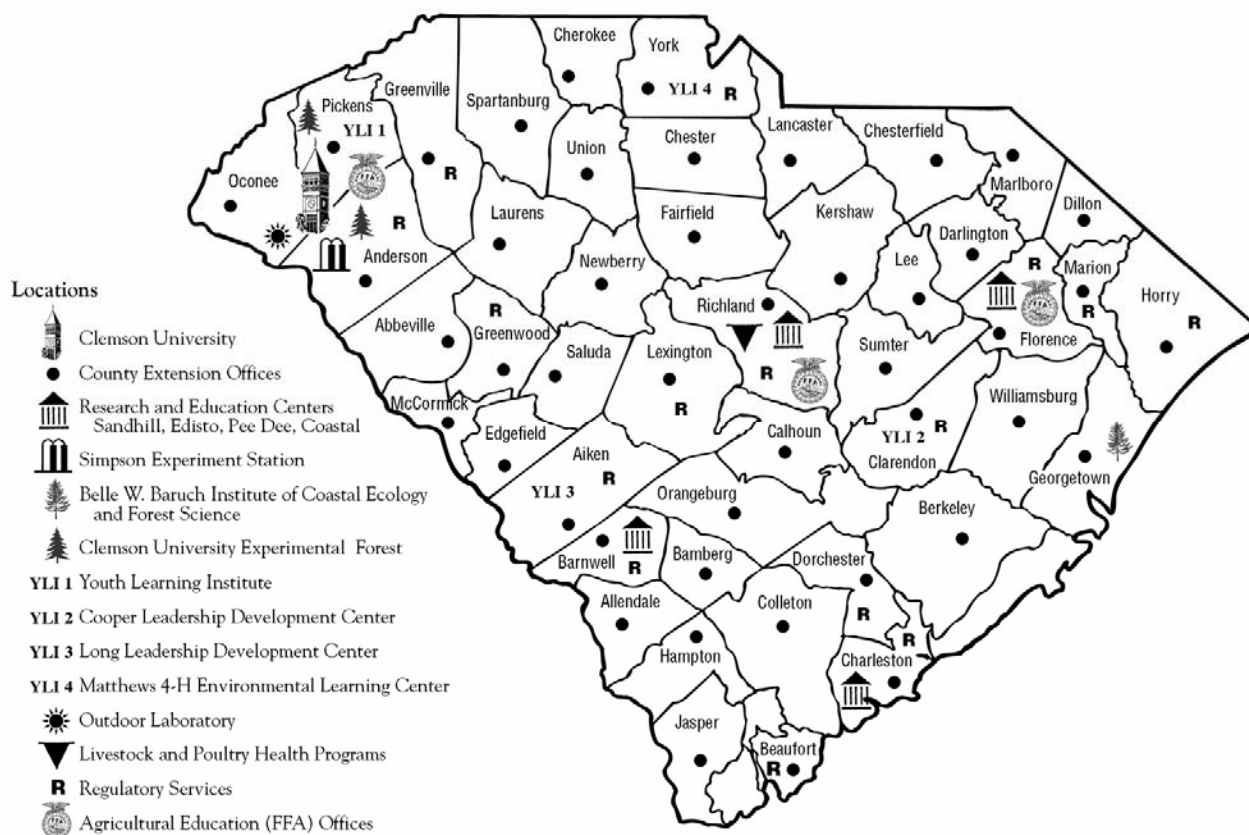 Cherokee
York
YLI 4 R
Greenville
Pickens
YLI 1
Spartanburg
Lancaster
Chesterfield
Chester
Union
Marlboro
R
Oconee
Dillon
Laurens
Fairfield
Kershaw
R
Darlington
Anderson
Newberry
Lee
R
Marion
Richland
Horry
R
R
Abbeville
Greenwood
R
Saluda
Lexington
Sumter
Florence
R
R
McCormick
Williamsburg
Edgefield
Calhoun
R
YLI 2
Clarendon
Aiken
R
YLI 3
Orangeburg
Georgetown
Berkeley
Barnwell
R
Bamberg
Dorchester
Allendale
Colleton
R
R
Hampton
Charleston
Jasper
Beaufort
R
FFA
FFA
FFA
Locations
Clemson University
County Extension Offices
Research and Education Centers
Sandhill, Edisto, Pee Dee, Coastal
Simpson Experiment Station
Belle W. Baruch Institute of Coastal Ecology
and Forest Science
Clemson University Experimental Forest
YLI 1 Youth Learning Institute
YLI 2 Cooper Leadership Development Center
YLI 3 Long Leadership Development Center
YLI 4 Matthews 4-H Environmental Learning Center
Outdoor Laboratory
Livestock and Poultry Health Programs
R Regulatory Services
FFA Agricultural Education (FFA) Offices